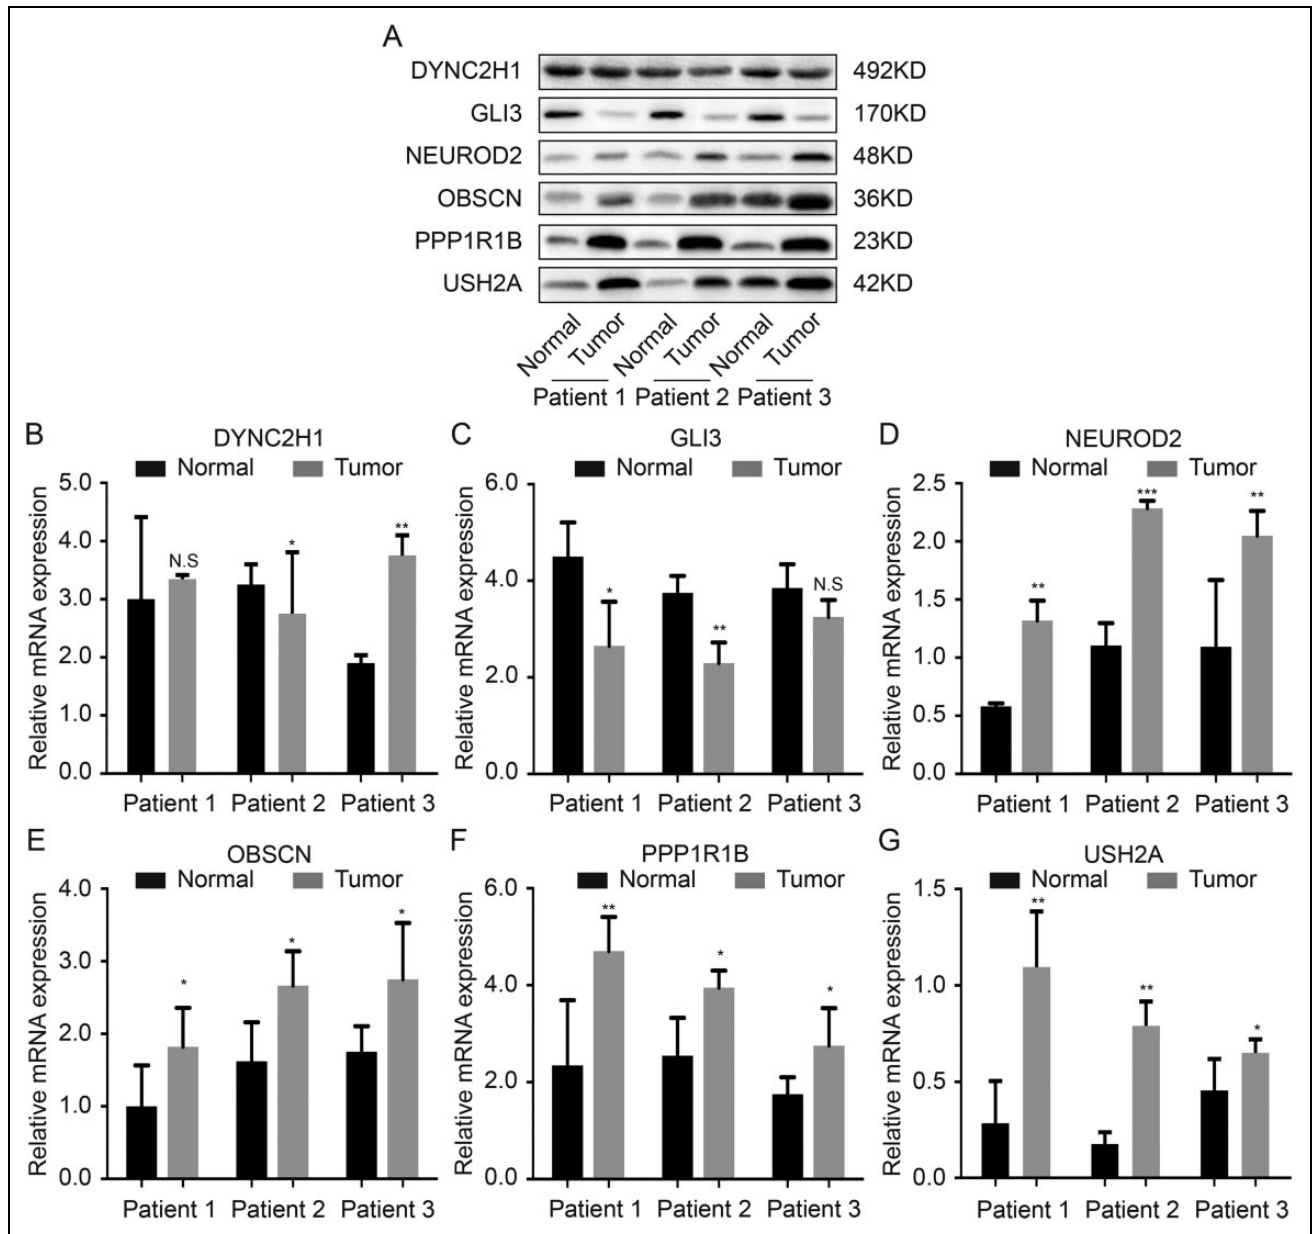 A
DYNC2H1 492KD
GLI3 170KD
NEUROD2 48KD
OBSCN 36KD
PPP1R1B 23KD
USH2A 42KD
Normal Tumor Normal Tumor Normal Tumor
Patient 1 Patient 2 Patient 3
B
DYNC2H1
Normal Tumor
Relative mRNA expression
5.0
4.0
3.0
2.0
1.0
0.0
N.S
*
**
Patient 1 Patient 2 Patient 3
C
GLI3
Normal Tumor
Relative mRNA expression
6.0
4.0
2.0
0.0
*
**
N.S
Patient 1 Patient 2 Patient 3
D
NEUROD2
Normal Tumor
Relative mRNA expression
2.5
2.0
1.5
1.0
0.5
0.0
**
***
**
Patient 1 Patient 2 Patient 3
E
OBSCN
Normal Tumor
Relative mRNA expression
4.0
3.0
2.0
1.0
0.0
*
*
*
Patient 1 Patient 2 Patient 3
F
PPP1R1B
Normal Tumor
Relative mRNA expression
6.0
4.0
2.0
0.0
**
*
*
Patient 1 Patient 2 Patient 3
G
USH2A
Normal Tumor
Relative mRNA expression
1.5
1.0
0.5
0.0
**
**
*
Patient 1 Patient 2 Patient 3